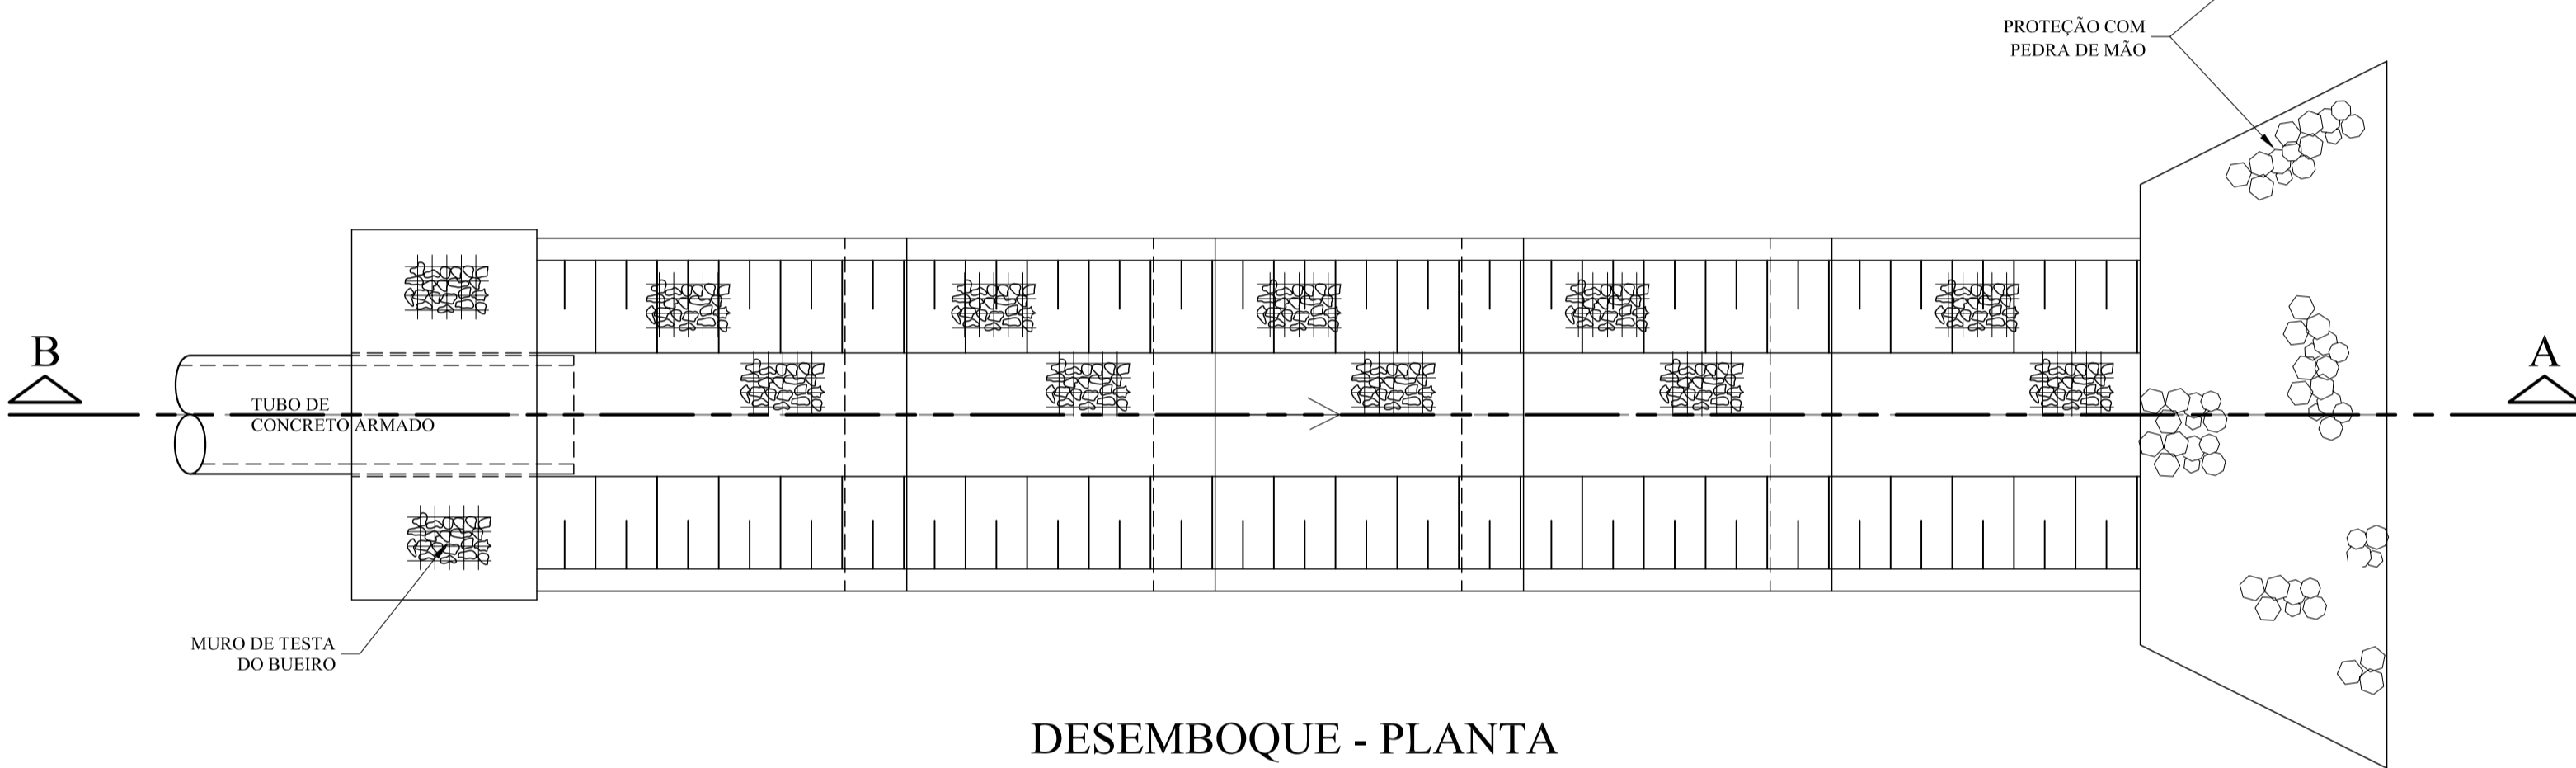 PROTEÇÃO COM
PEDRA DE MÃO
B
A
TUBO DE
CONCRETO ARMADO
MURO DE TESTA
DO BUEIRO
DESEMBOQUE - PLANTA